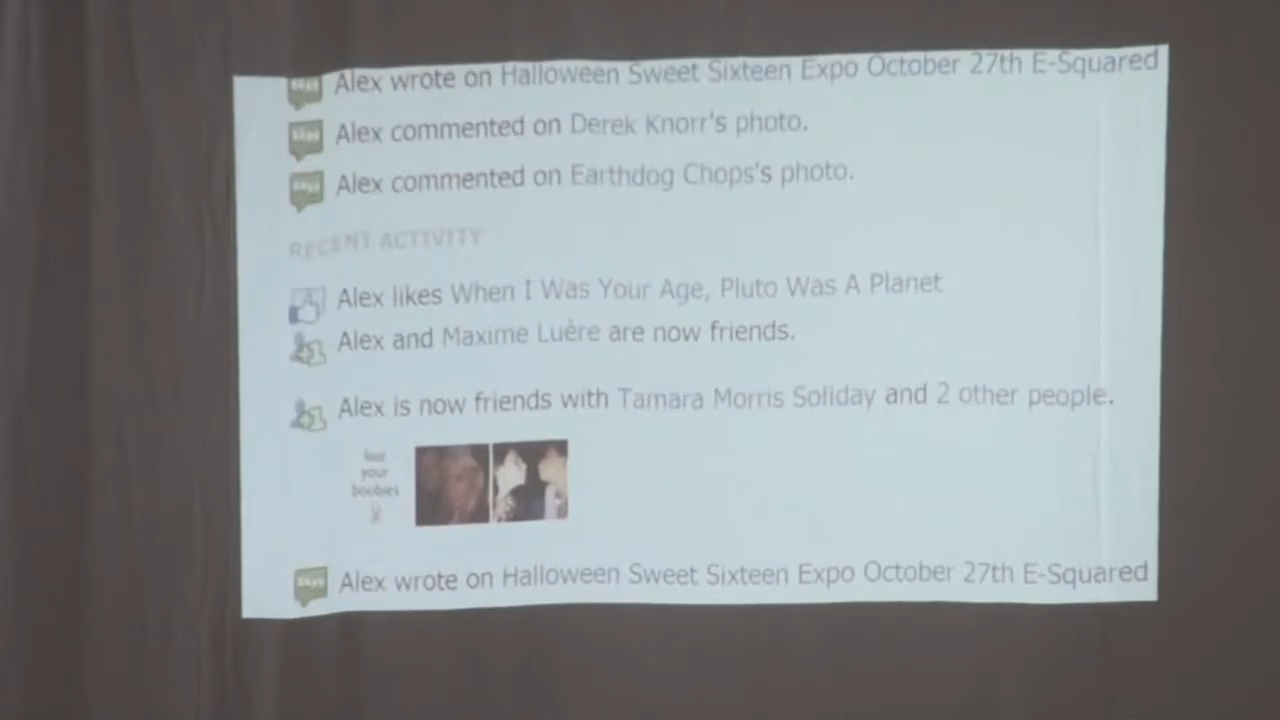 Alex wrote on Halloween Sweet Sixteen Expo October 27th E-Squared
Alex commented on Derek Knorr's photo.
Alex commented on Earthdog Chops's photo.
RECENT ACTIVITY
Alex likes When I Was Your Age, Pluto Was A Planet
Alex and Maxime Luère are now friends.
Alex is now friends with Tamara Morris Soliday and 2 other people.
feel
your
boobies
Alex wrote on Halloween Sweet Sixteen Expo October 27th E-Squared